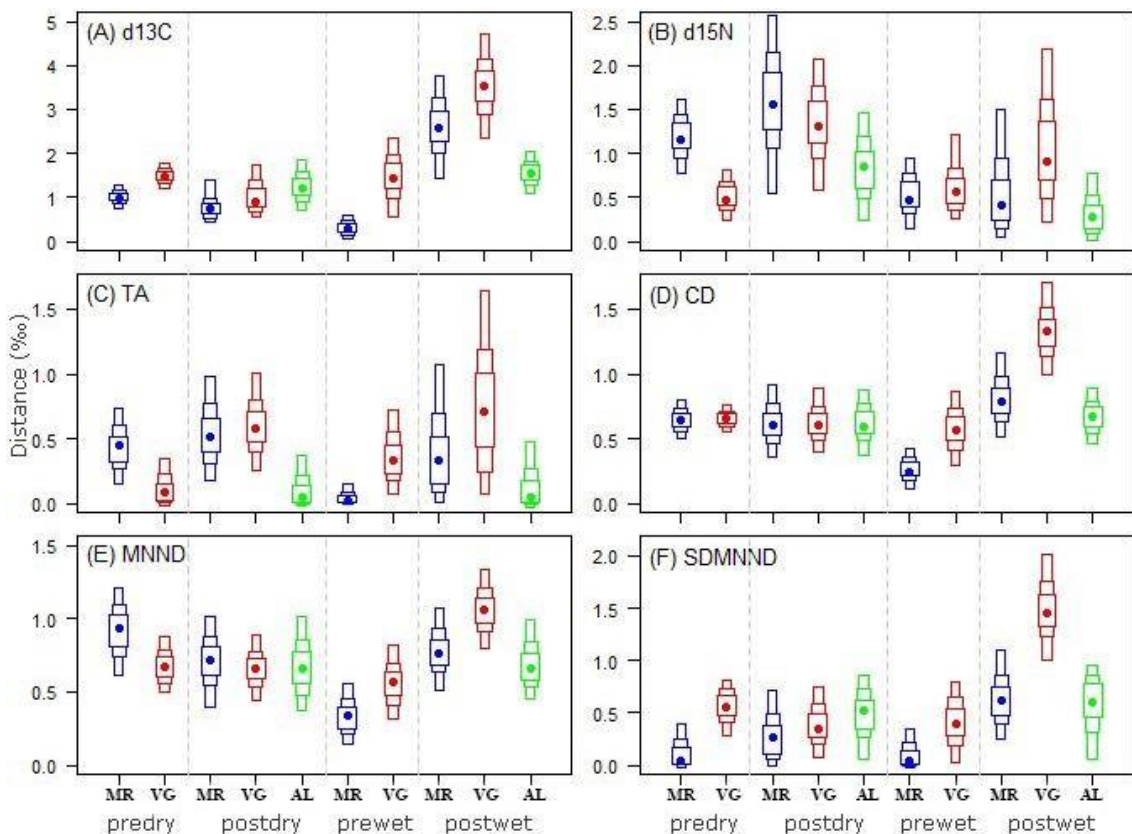 (A) d13C
5
4
3
2
1
0
(B) d15N
2.5
2.0
1.5
1.0
0.5
0.0
Distance (‰)
(C) TA
1.5
1.0
0.5
0.0
(D) CD
1.5
1.0
0.5
0.0
(E) MNND
1.5
1.0
0.5
0.0
(F) SDMNND
2.0
1.5
1.0
0.5
0.0
MR VG MR VG AL MR VG MR VG AL
predry postdry prewet postwet
MR VG MR VG AL MR VG MR VG AL
predry postdry prewet postwet